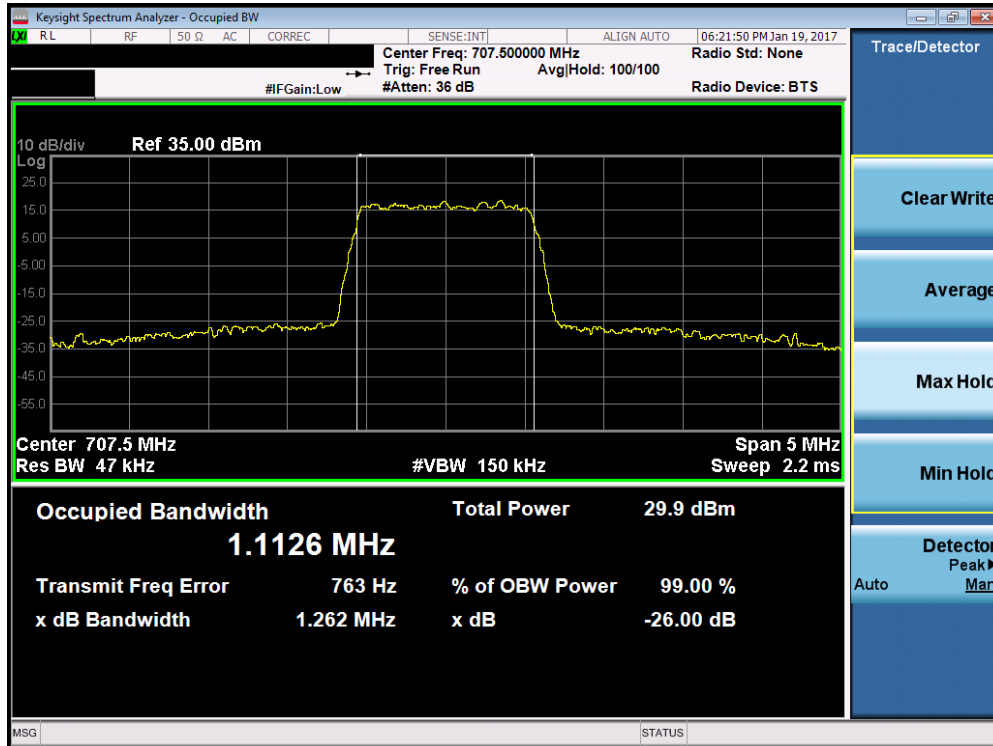 Keysight Spectrum Analyzer - Occupied BW
LXI RL RF 50 Ω AC CORREC SENSE:INT ALIGN AUTO 06:21:50 PM Jan 19, 2017
Center Freq: 707.500000 MHz Radio Std: None
Trig: Free Run Avg|Hold: 100/100
#IFGain:Low #Atten: 36 dB Radio Device: BTS
10 dB/div Ref 35.00 dBm
Log
25.0
15.0
5.00
-5.00
-15.0
-25.0
-35.0
-45.0
-55.0
Center 707.5 MHz Span 5 MHz
Res BW 47 kHz #VBW 150 kHz Sweep 2.2 ms
Occupied Bandwidth Total Power 29.9 dBm
1.1126 MHz
Transmit Freq Error 763 Hz % of OBW Power 99.00 %
x dB Bandwidth 1.262 MHz x dB -26.00 dB
MSG STATUS
Trace/Detector
Clear Write
Average
Max Hold
Min Hold
Detector
Peak
Auto Man